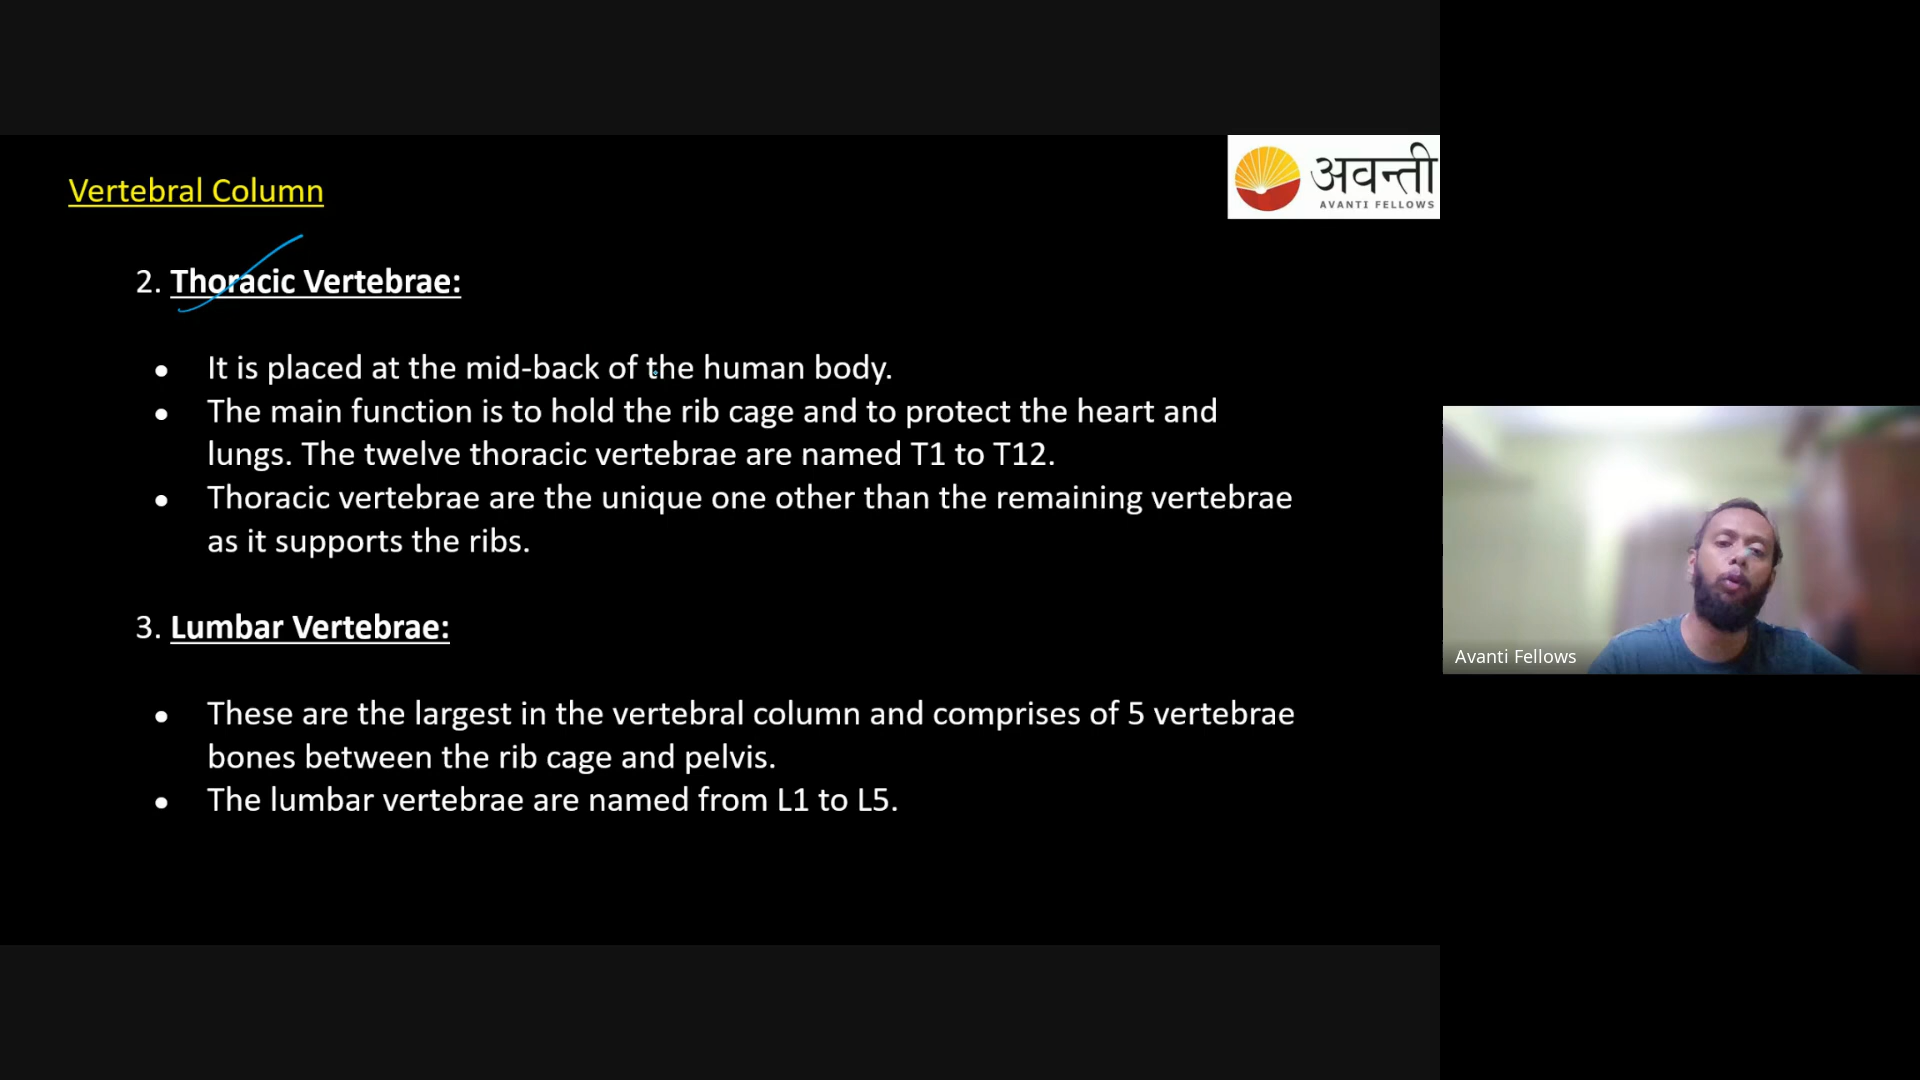 Vertebral Column
अवन्ती
AVANTI FELLOWS
2. Thoracic Vertebrae:
● It is placed at the mid-back of the human body.
● The main function is to hold the rib cage and to protect the heart and
lungs. The twelve thoracic vertebrae are named T1 to T12.
● Thoracic vertebrae are the unique one other than the remaining vertebrae
as it supports the ribs.
3. Lumbar Vertebrae:
● These are the largest in the vertebral column and comprises of 5 vertebrae
bones between the rib cage and pelvis.
● The lumbar vertebrae are named from L1 to L5.
Avanti Fellows